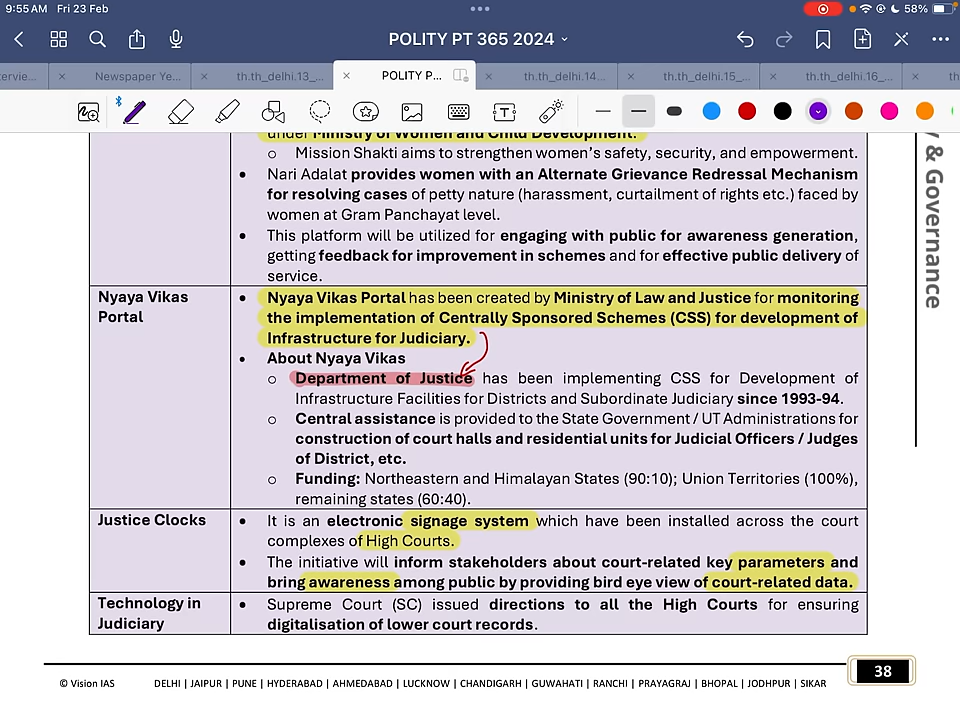 9:55 AM Fri 23 Feb
58%
POLITY PT 365 2024
Newspaper Ye...
th.th_delhi.13_...
POLITY P...
th.th_delhi.14...
th.th_delhi.15_...
th.th_delhi.16_...
under Ministry of Women and Child Development.
o Mission Shakti aims to strengthen women's safety, security, and empowerment.
• Nari Adalat provides women with an Alternate Grievance Redressal Mechanism
for resolving cases of petty nature (harassment, curtailment of rights etc.) faced by
women at Gram Panchayat level.
• This platform will be utilized for engaging with public for awareness generation,
getting feedback for improvement in schemes and for effective public delivery of
service.
Nyaya Vikas
Portal
• Nyaya Vikas Portal has been created by Ministry of Law and Justice for monitoring
the implementation of Centrally Sponsored Schemes (CSS) for development of
Infrastructure for Judiciary.
• About Nyaya Vikas
o Department of Justice has been implementing CSS for Development of
Infrastructure Facilities for Districts and Subordinate Judiciary since 1993-94.
o Central assistance is provided to the State Government / UT Administrations for
construction of court halls and residential units for Judicial Officers / Judges
of District, etc.
o Funding: Northeastern and Himalayan States (90:10); Union Territories (100%),
remaining states (60:40).
Justice Clocks
• It is an electronic signage system which have been installed across the court
complexes of High Courts.
• The initiative will inform stakeholders about court-related key parameters and
bring awareness among public by providing bird eye view of court-related data.
Technology in
Judiciary
• Supreme Court (SC) issued directions to all the High Courts for ensuring
digitalisation of lower court records.
& Governance
38
© Vision IAS
DELHI | JAIPUR | PUNE | HYDERABAD | AHMEDABAD | LUCKNOW | CHANDIGARH | GUWAHATI | RANCHI | PRAYAGRAJ | BHOPAL | JODHPUR | SIKAR